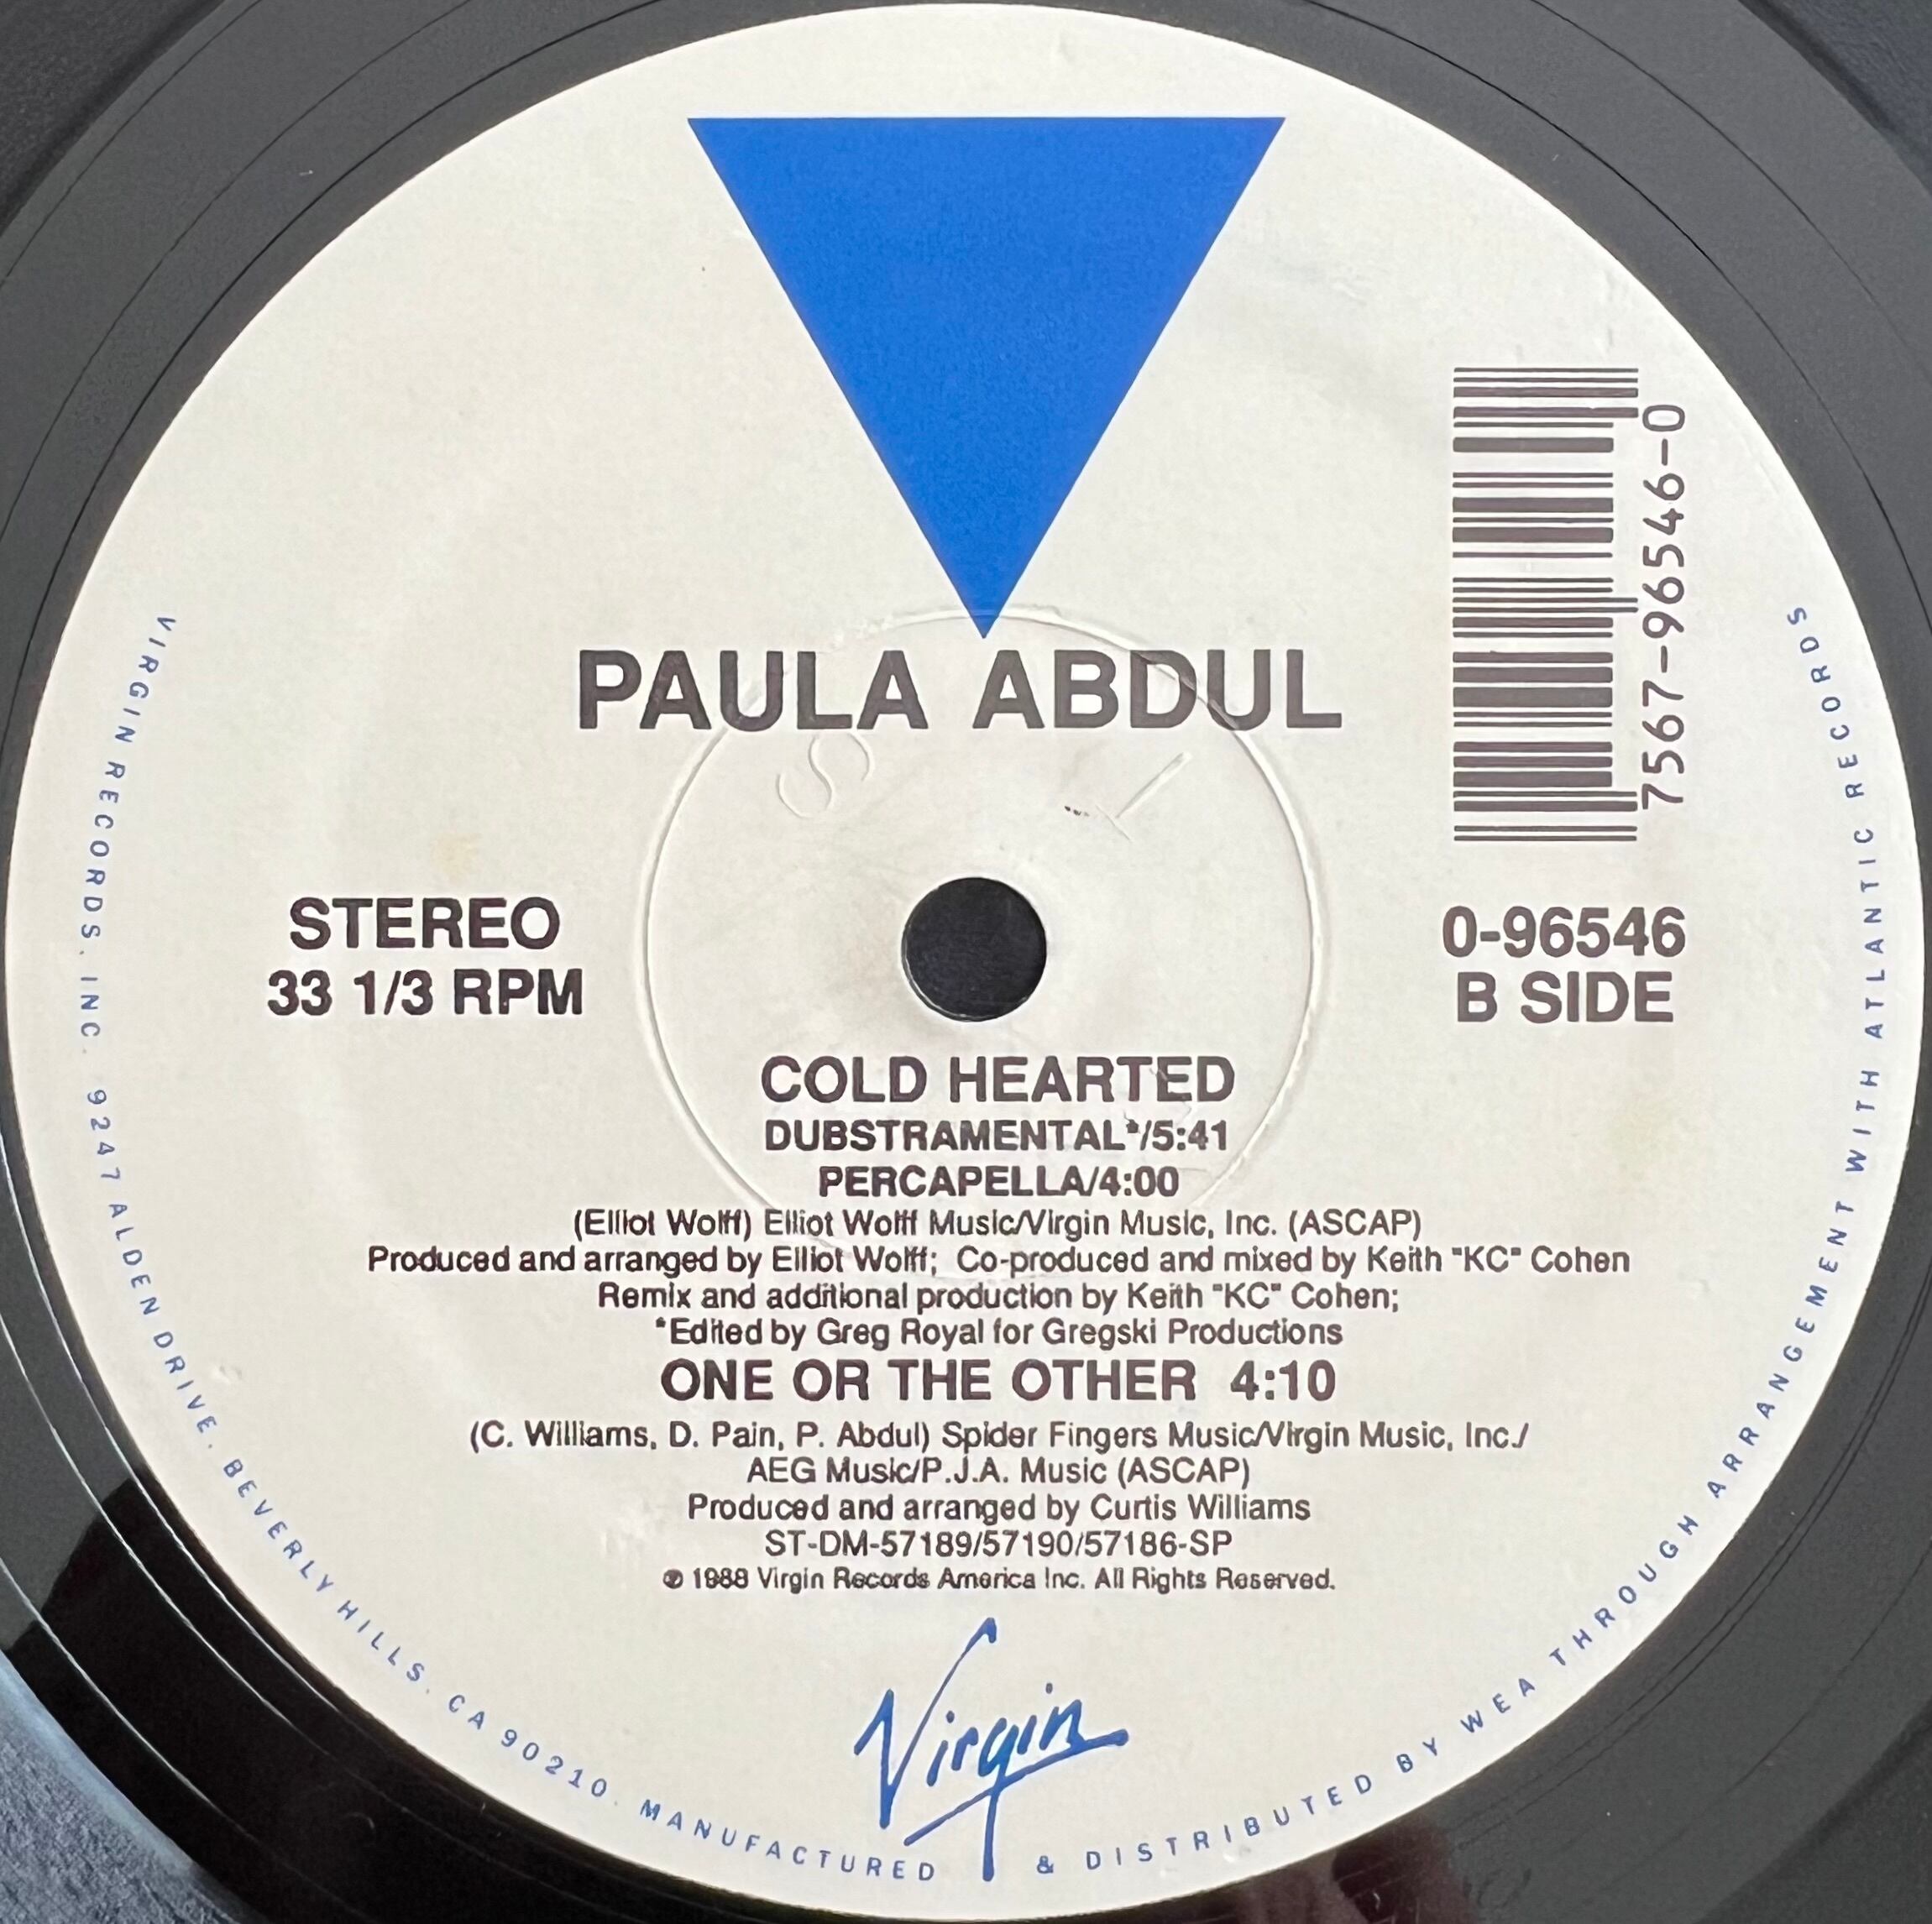 PAULA ABDUL
7567-96546-0
S T
STEREO
33 1/3 RPM
0-96546
B SIDE
COLD HEARTED
DUBSTRAMENTAL*/5:41
PERCAPELLA/4:00
(Elliot Wolff) Elliot Wolff Music/Virgin Music, Inc. (ASCAP)
Produced and arranged by Elliot Wolff; Co-produced and mixed by Keith "KC" Cohen
Remix and additional production by Keith "KC" Cohen;
*Edited by Greg Royal for Gregski Productions
ONE OR THE OTHER 4:10
(C. Williams, D. Pain, P. Abdul) Spider Fingers Music/Virgin Music, Inc./
AEG Music/P.J.A. Music (ASCAP)
Produced and arranged by Curtis Williams
ST-DM-57189/57190/57186-SP
℗ 1988 Virgin Records America Inc. All Rights Reserved.
Virgin
VIRGIN RECORDS, INC. 9247 ALDEN DRIVE, BEVERLY HILLS, CA 90210. MANUFACTURED & DISTRIBUTED BY WEA THROUGH ARRANGEMENT WITH ATLANTIC RECORDS